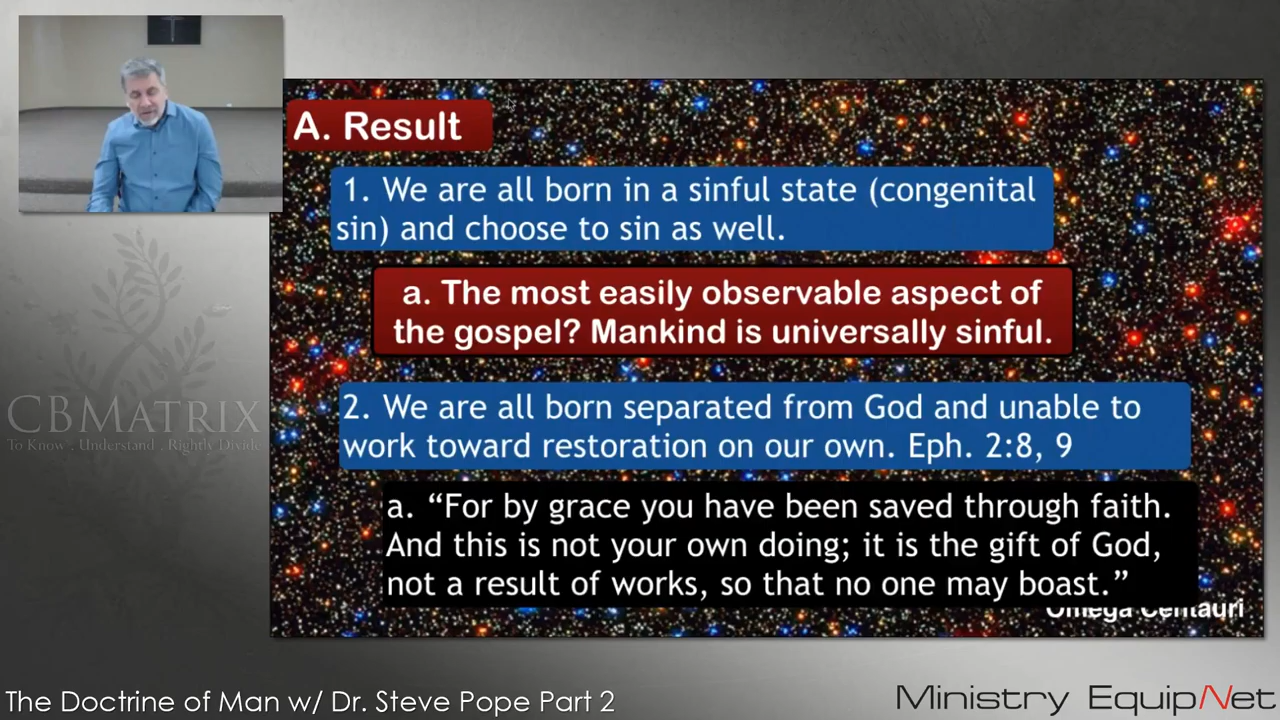 A. Result
1. We are all born in a sinful state (congenital
sin) and choose to sin as well.
a. The most easily observable aspect of
the gospel? Mankind is universally sinful.
2. We are all born separated from God and unable to
work toward restoration on our own. Eph. 2:8, 9
a. “For by grace you have been saved through faith.
And this is not your own doing; it is the gift of God,
not a result of works, so that no one may boast.”
Omega Centauri
CBMATRIX
To Know, Understand, Rightly Divide
The Doctrine of Man w/ Dr. Steve Pope Part 2
Ministry EquipNet